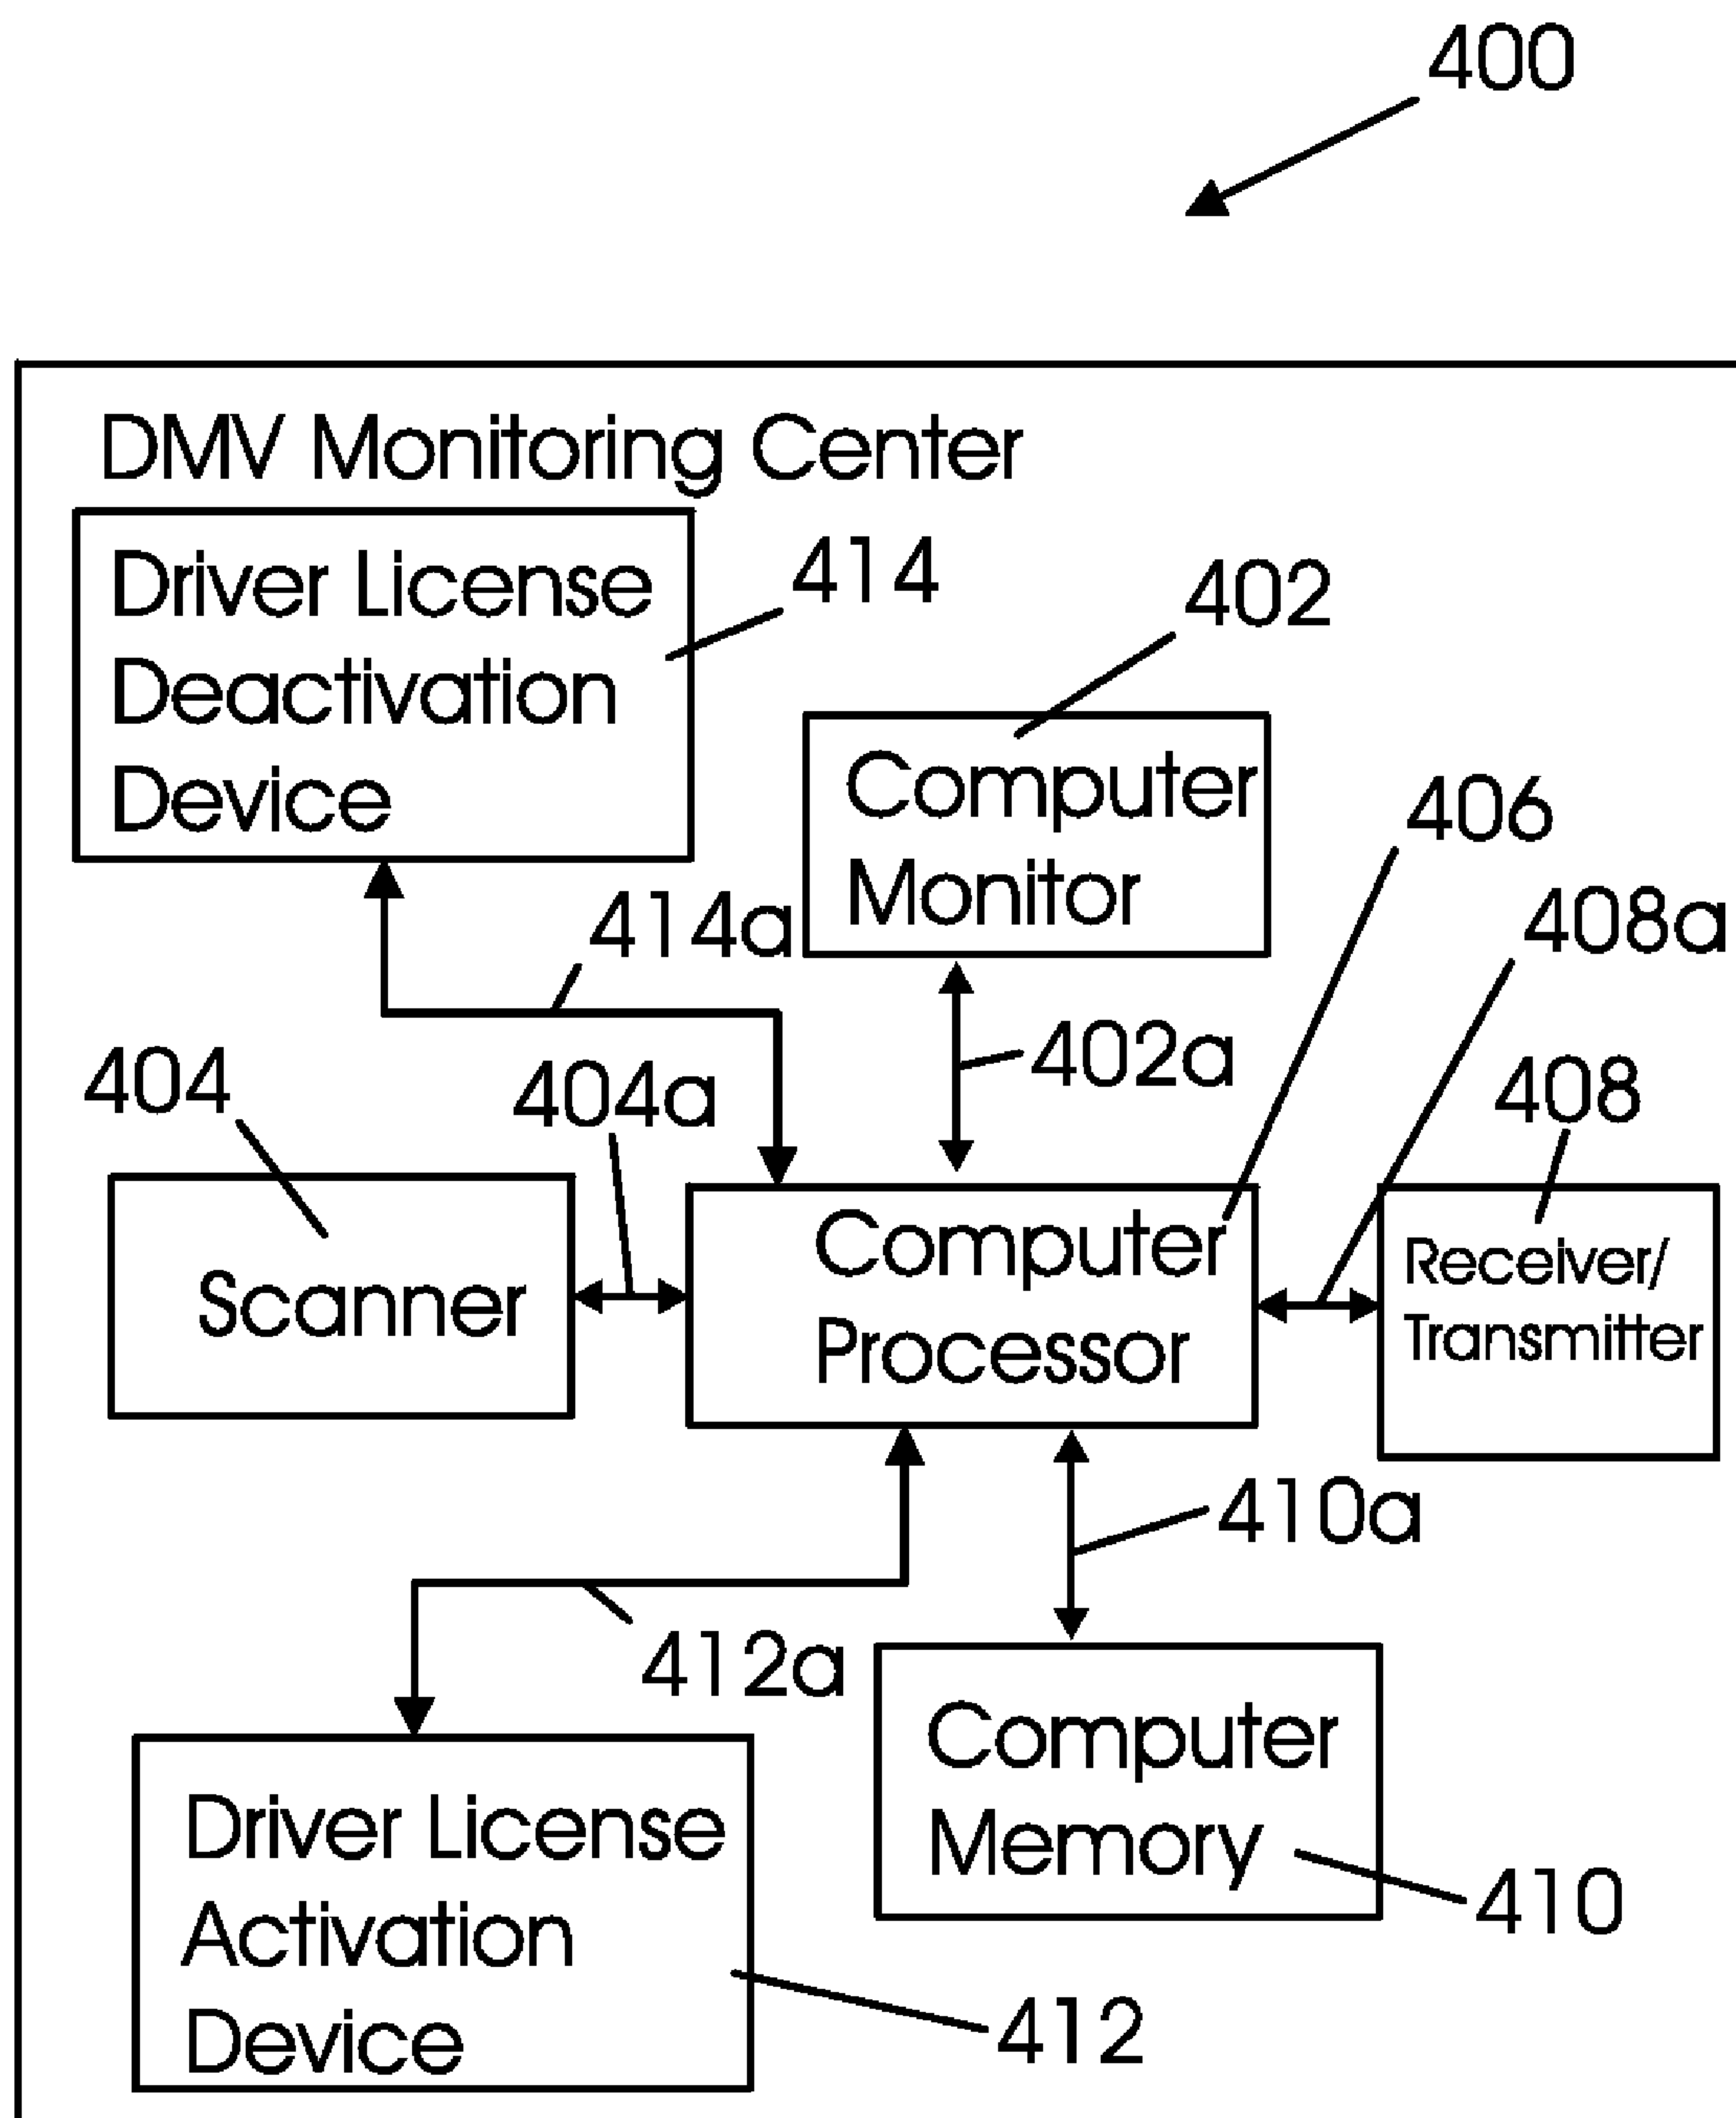 400
DMV Monitoring Center
Driver License
Deactivation
Device
414
402
Computer
Monitor
406
414a
408a
402a
404
404a
408
Scanner
Computer
Processor
Receiver/
Transmitter
410a
412a
Computer
Memory
410
Driver License
Activation
Device
412